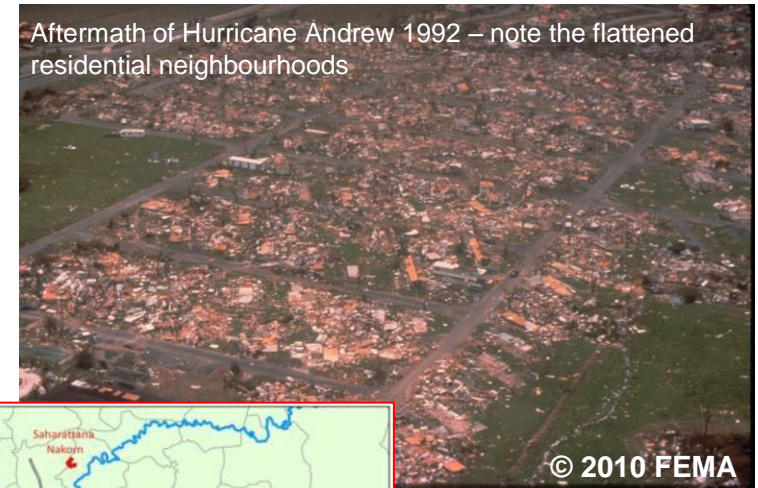 Aftermath of Hurricane Andrew 1992 – note the flattened
residential neighbourhoods
Saharattana
Nakorn
© 2010 FEMA